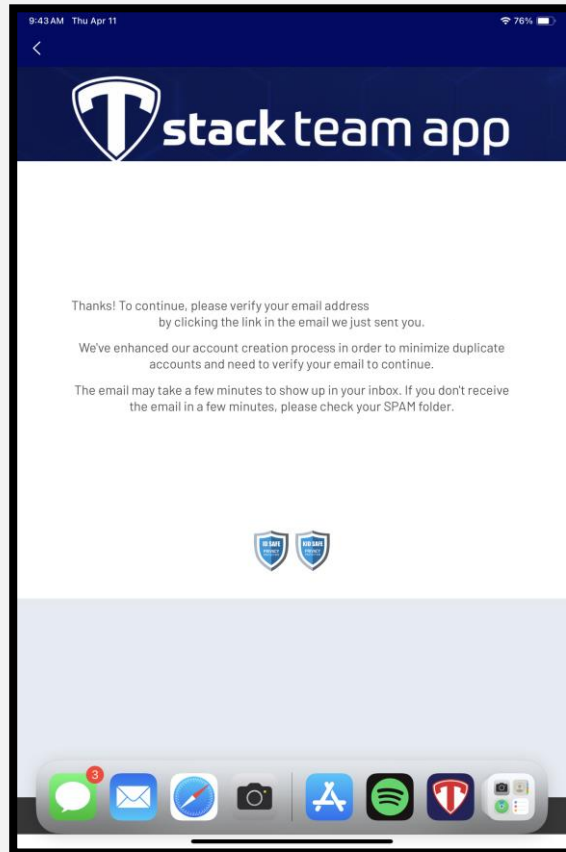 9:43 AM Thu Apr 11
76%
stack team app
Thanks! To continue, please verify your email address
by clicking the link in the email we just sent you.
We've enhanced our account creation process in order to minimize duplicate
accounts and need to verify your email to continue.
The email may take a few minutes to show up in your inbox. If you don't receive
the email in a few minutes, please check your SPAM folder.
KID SAFE
PRIVACY
3